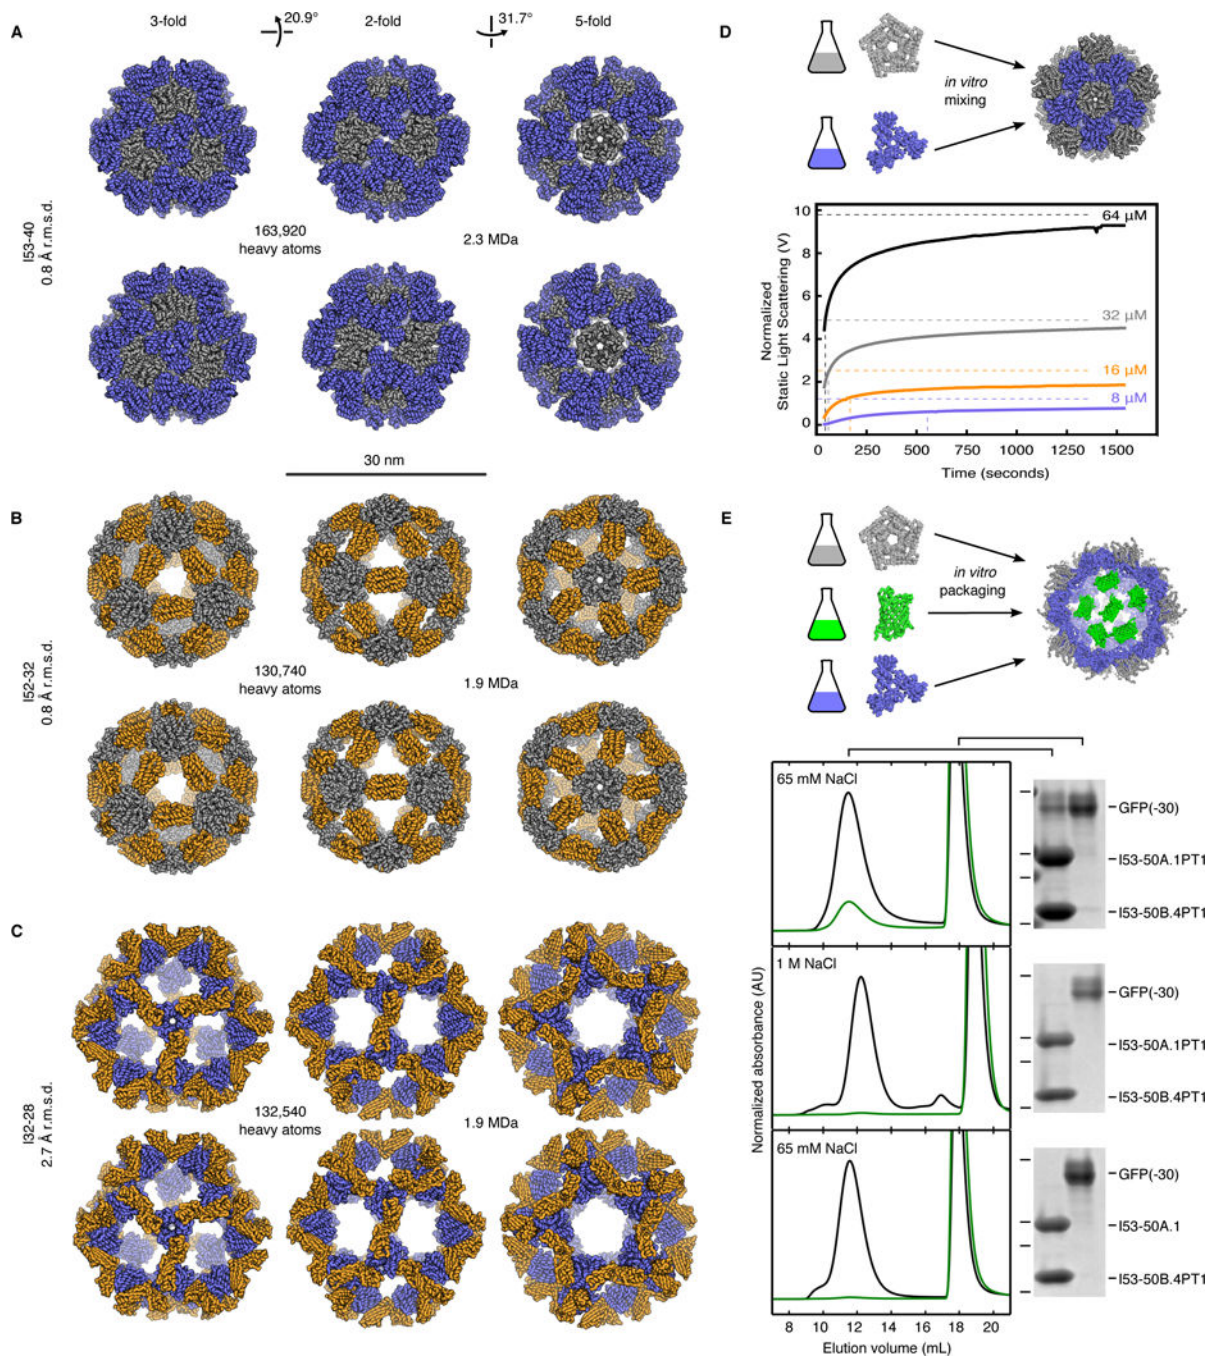 A
3-fold
20.9°
2-fold
31.7°
5-fold
I53-40
0.8 Å r.m.s.d.
163,920
heavy atoms
2.3 MDa
30 nm
B
I52-32
0.8 Å r.m.s.d.
130,740
heavy atoms
1.9 MDa
C
I32-28
2.7 Å r.m.s.d.
132,540
heavy atoms
1.9 MDa
D
in vitro
mixing
Normalized
Static Light Scattering (V)
10
8
6
4
2
0
64 µM
32 µM
16 µM
8 µM
0
250
500
750
1000
1250
1500
Time (seconds)
E
in vitro
packaging
Normalized absorbance (AU)
65 mM NaCl
GFP(-30)
I53-50A.1PT1
I53-50B.4PT1
1 M NaCl
GFP(-30)
I53-50A.1PT1
I53-50B.4PT1
65 mM NaCl
GFP(-30)
I53-50A.1
I53-50B.4PT1
8
10
12
14
16
18
20
Elution volume (mL)